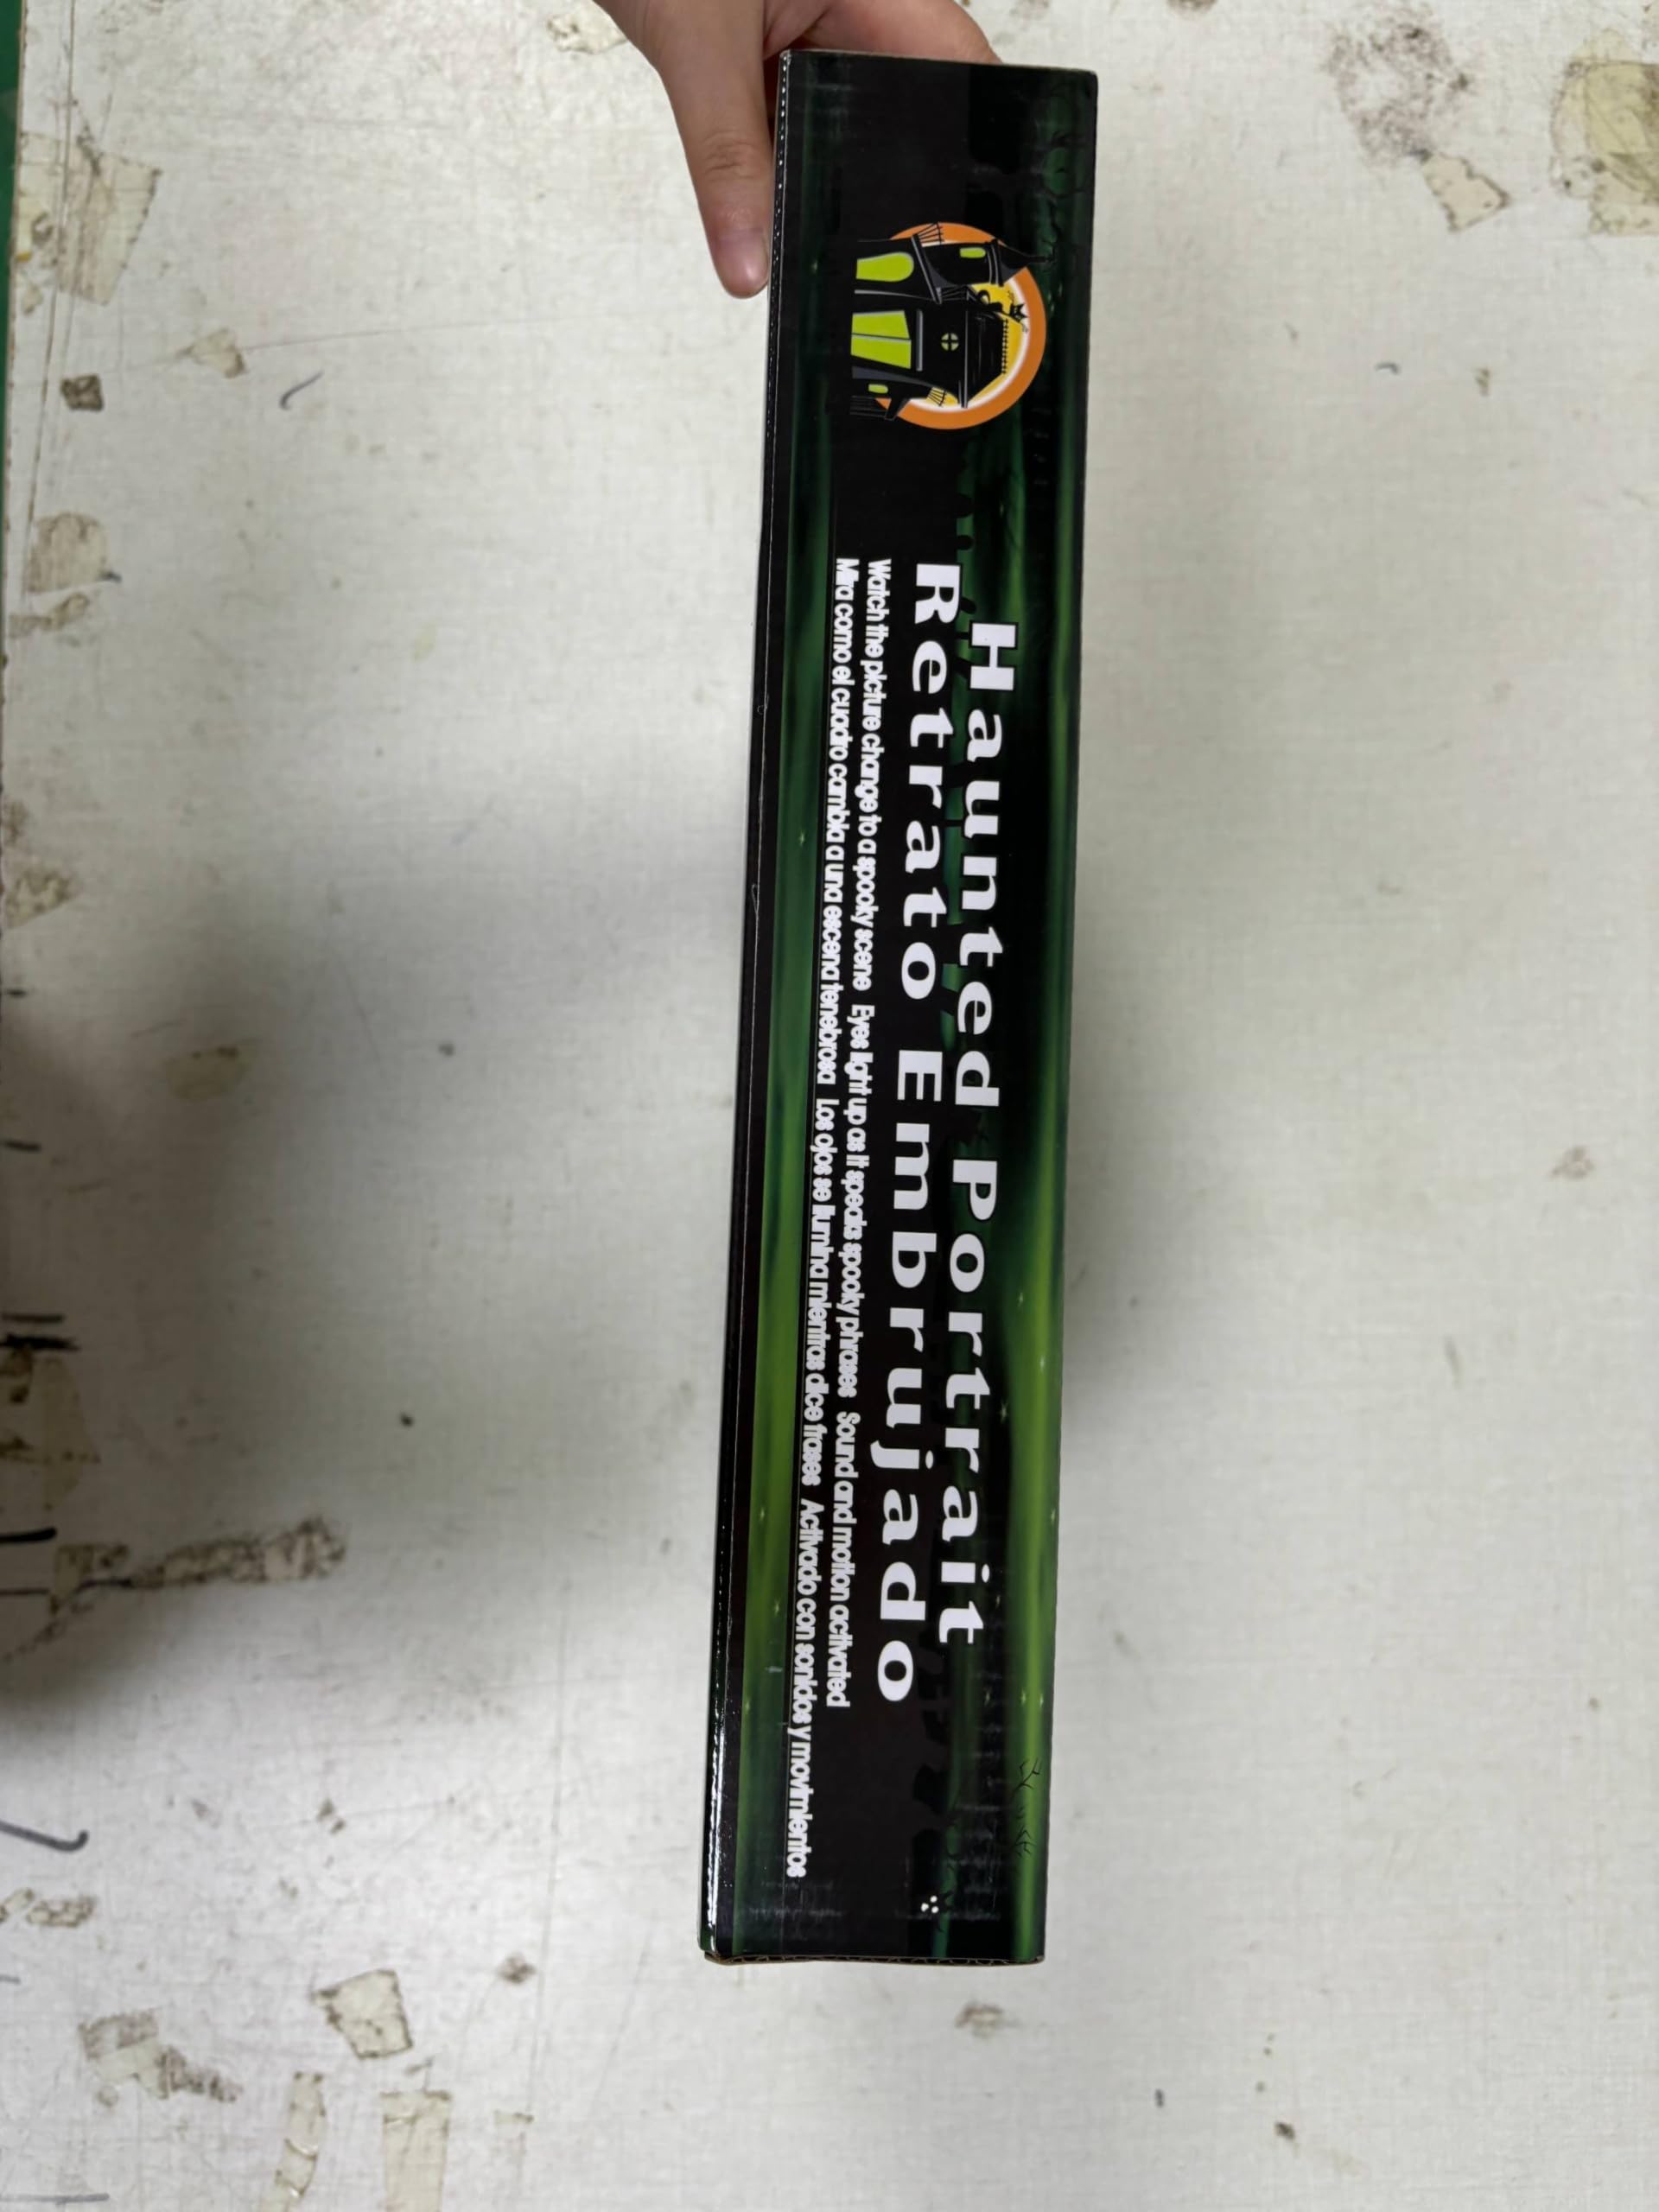 Haunted Portrait
Retrato Embrujado
Watch the picture change to a spooky scene Eyes light up as it speaks spooky phrases Sound and motion activated
Mira como el cuadro cambia a una escena tenebrosa Los ojos se ilumina mientras dice frases Activado con sonidos y movimientos